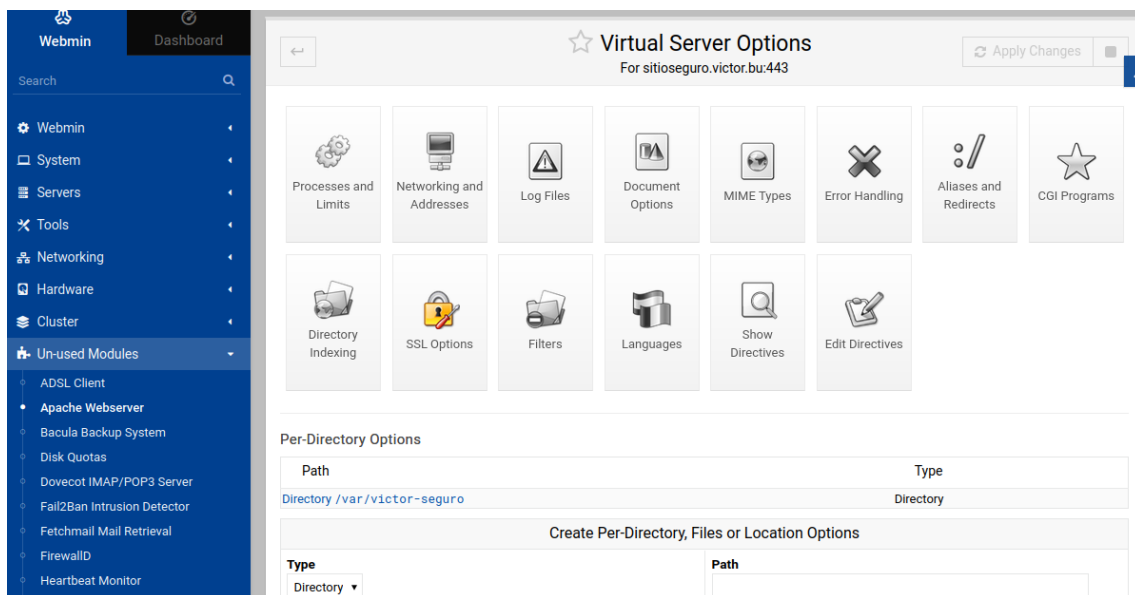 Webmin
Dashboard
Search
Webmin
System
Servers
Tools
Networking
Hardware
Cluster
Un-used Modules
ADSL Client
Apache Webserver
Bacula Backup System
Disk Quotas
Dovecot IMAP/POP3 Server
Fail2Ban Intrusion Detector
Fetchmail Mail Retrieval
FirewallD
Heartbeat Monitor
Virtual Server Options
For sitioseguro.victor.bu:443
Apply Changes
Processes and
Limits
Networking and
Addresses
Log Files
Document
Options
MIME Types
Error Handling
Aliases and
Redirects
CGI Programs
Directory
Indexing
SSL Options
Filters
Languages
Show
Directives
Edit Directives
Per-Directory Options
Path Type
Directory /var/victor-seguro Directory
Create Per-Directory, Files or Location Options
Type Path
Directory